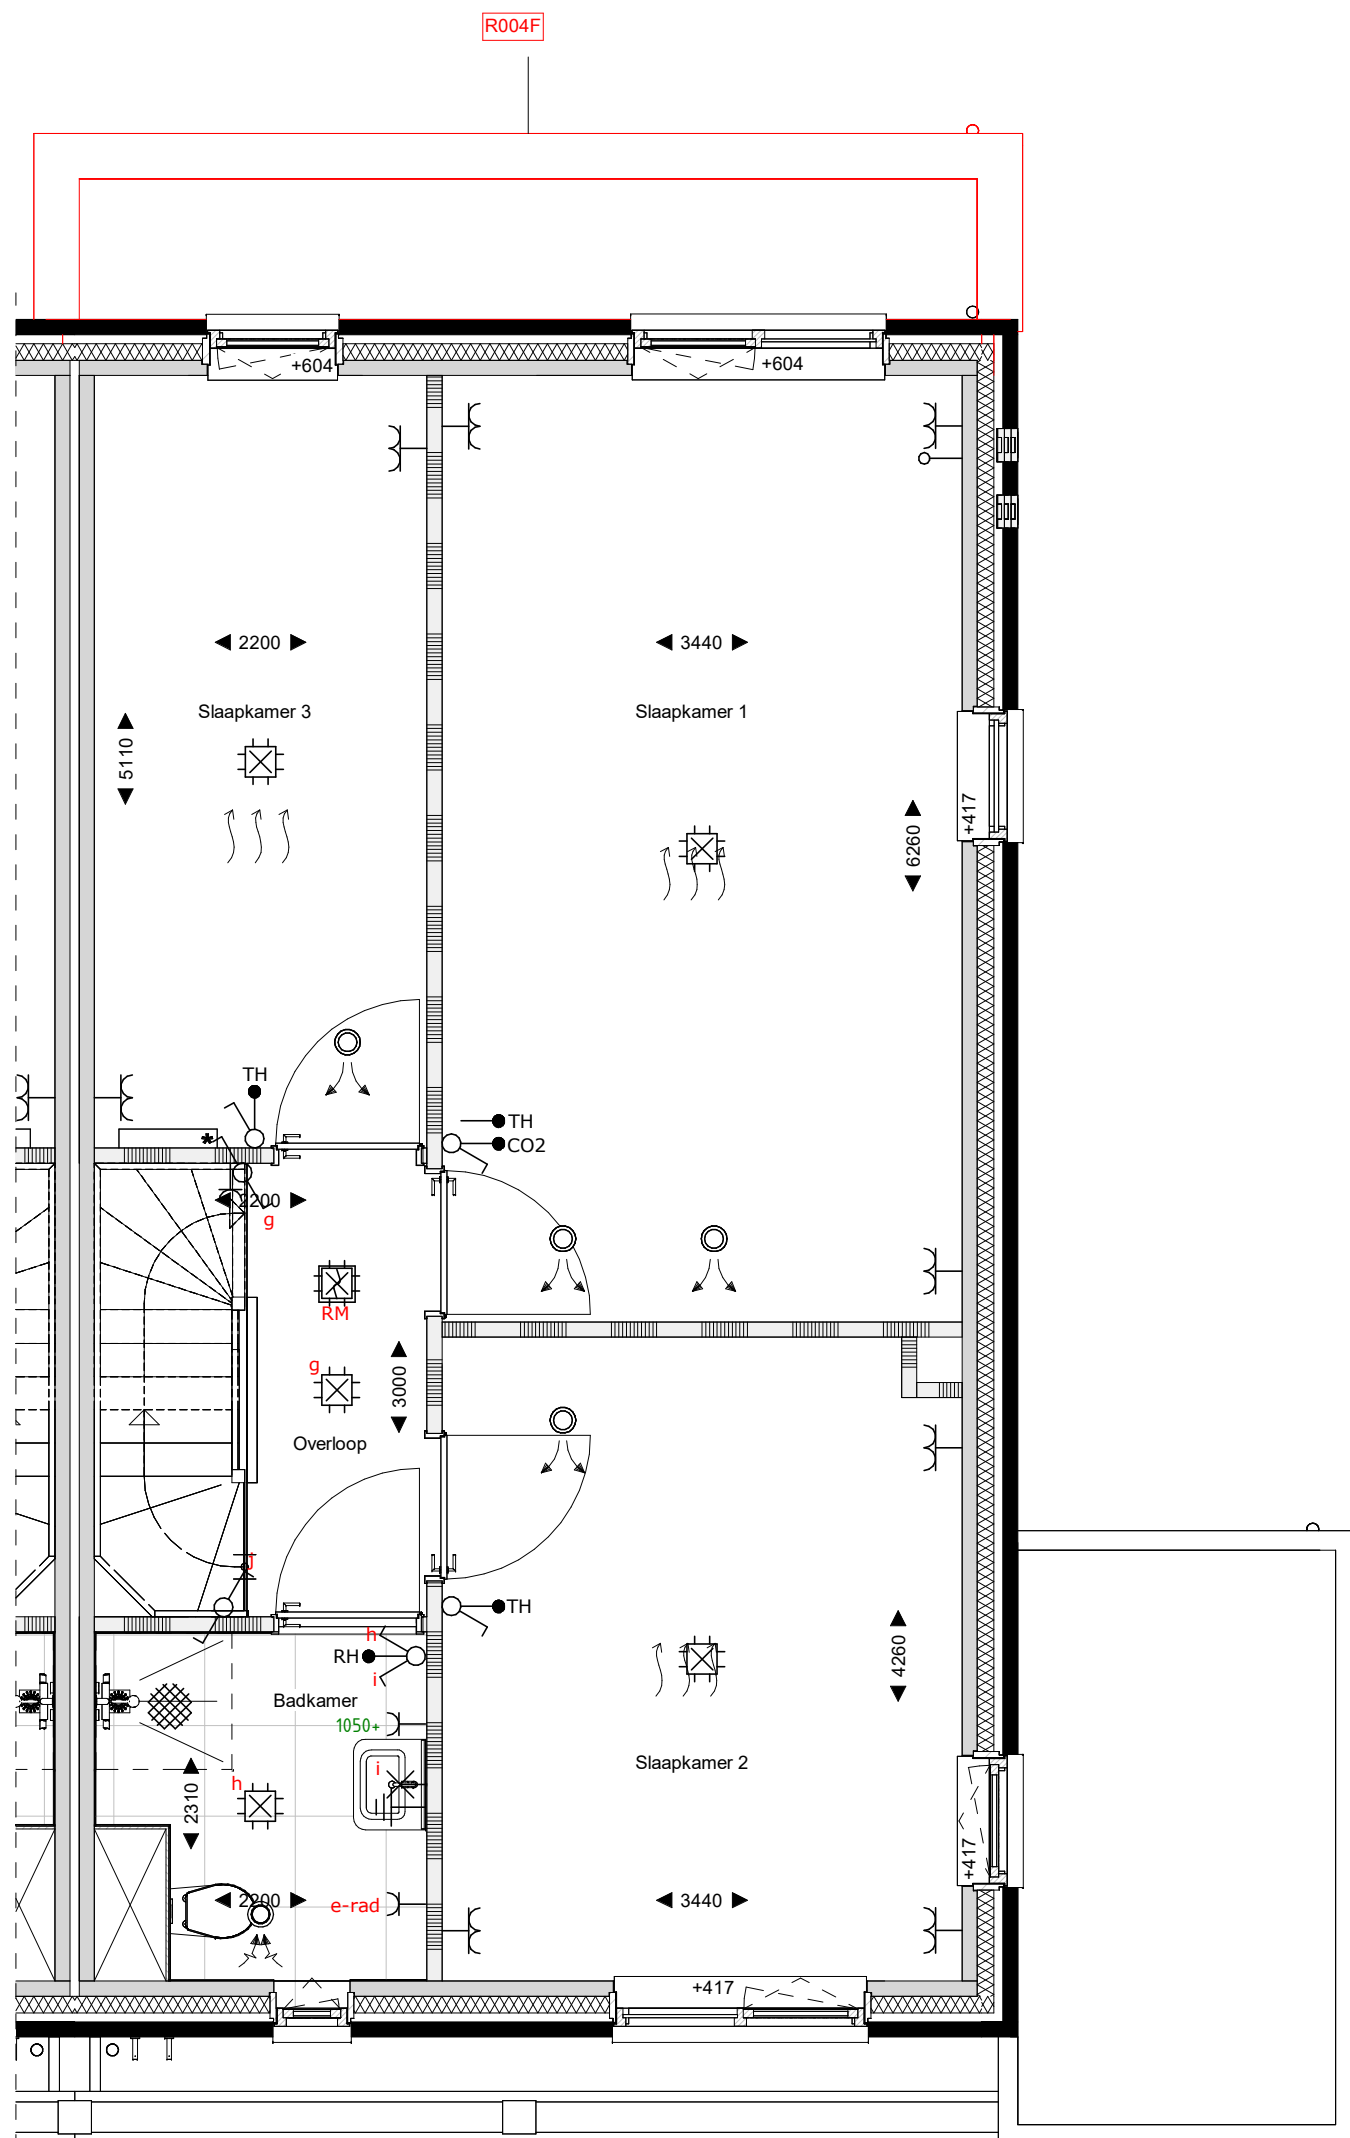 R004F
+604
+604
2200
3440
Slaapkamer 3
Slaapkamer 1
5110
+417
6260
TH
TH
*
CO2
2200
g
RM
g
3000
Overloop
j
TH
h
RH
i
4260
Badkamer
1050+
i
Slaapkamer 2
h
2310
+417
2200
e-rad
3440
+417